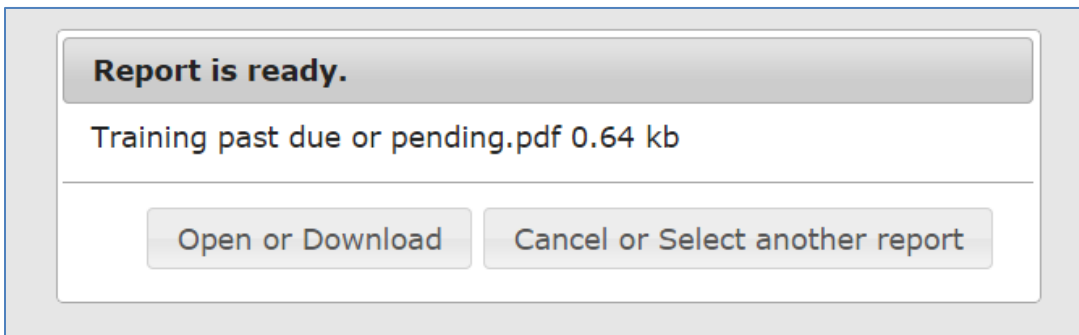 Report is ready.
Training past due or pending.pdf 0.64 kb
Open or Download
Cancel or Select another report